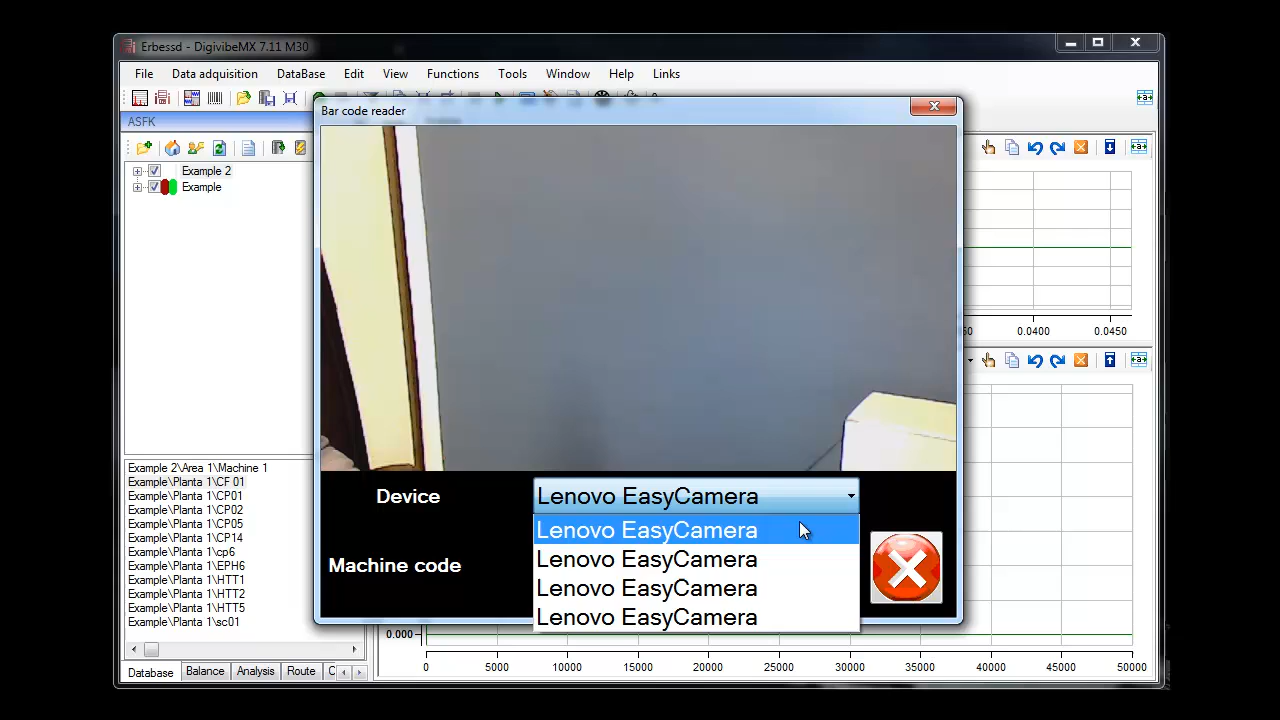 Erbessd - DigivibeMX 7.11 M30
File Data adquisition DataBase Edit View Functions Tools Window Help Links
ASFK
Bar code reader
Example 2
Example
0.0400 0.0450
Example 2\Area 1\Machine 1
Example\Planta 1\CF 01
Example\Planta 1\CP01
Example\Planta 1\CP02
Example\Planta 1\CP05
Example\Planta 1\CP14
Example\Planta 1\cp6
Example\Planta 1\EPH6
Example\Planta 1\HTT1
Example\Planta 1\HTT2
Example\Planta 1\HTT5
Example\Planta 1\sc01
Database Balance Analysis Route
Device
Lenovo EasyCamera
Lenovo EasyCamera
Lenovo EasyCamera
Lenovo EasyCamera
Lenovo EasyCamera
Machine code
0.000
0 5000 10000 15000 20000 25000 30000 35000 40000 45000 50000